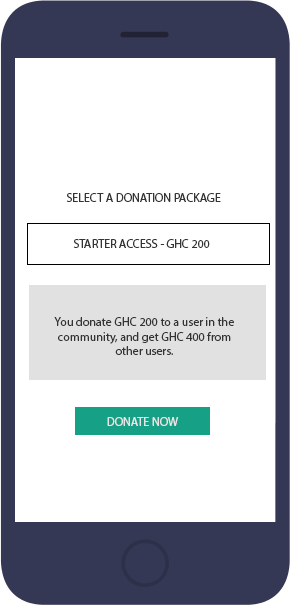 SELECT A DONATION PACKAGE
STARTER ACCESS - GHC 200
You donate GHC 200 to a user in the
community, and get GHC 400 from
other users.
DONATE NOW